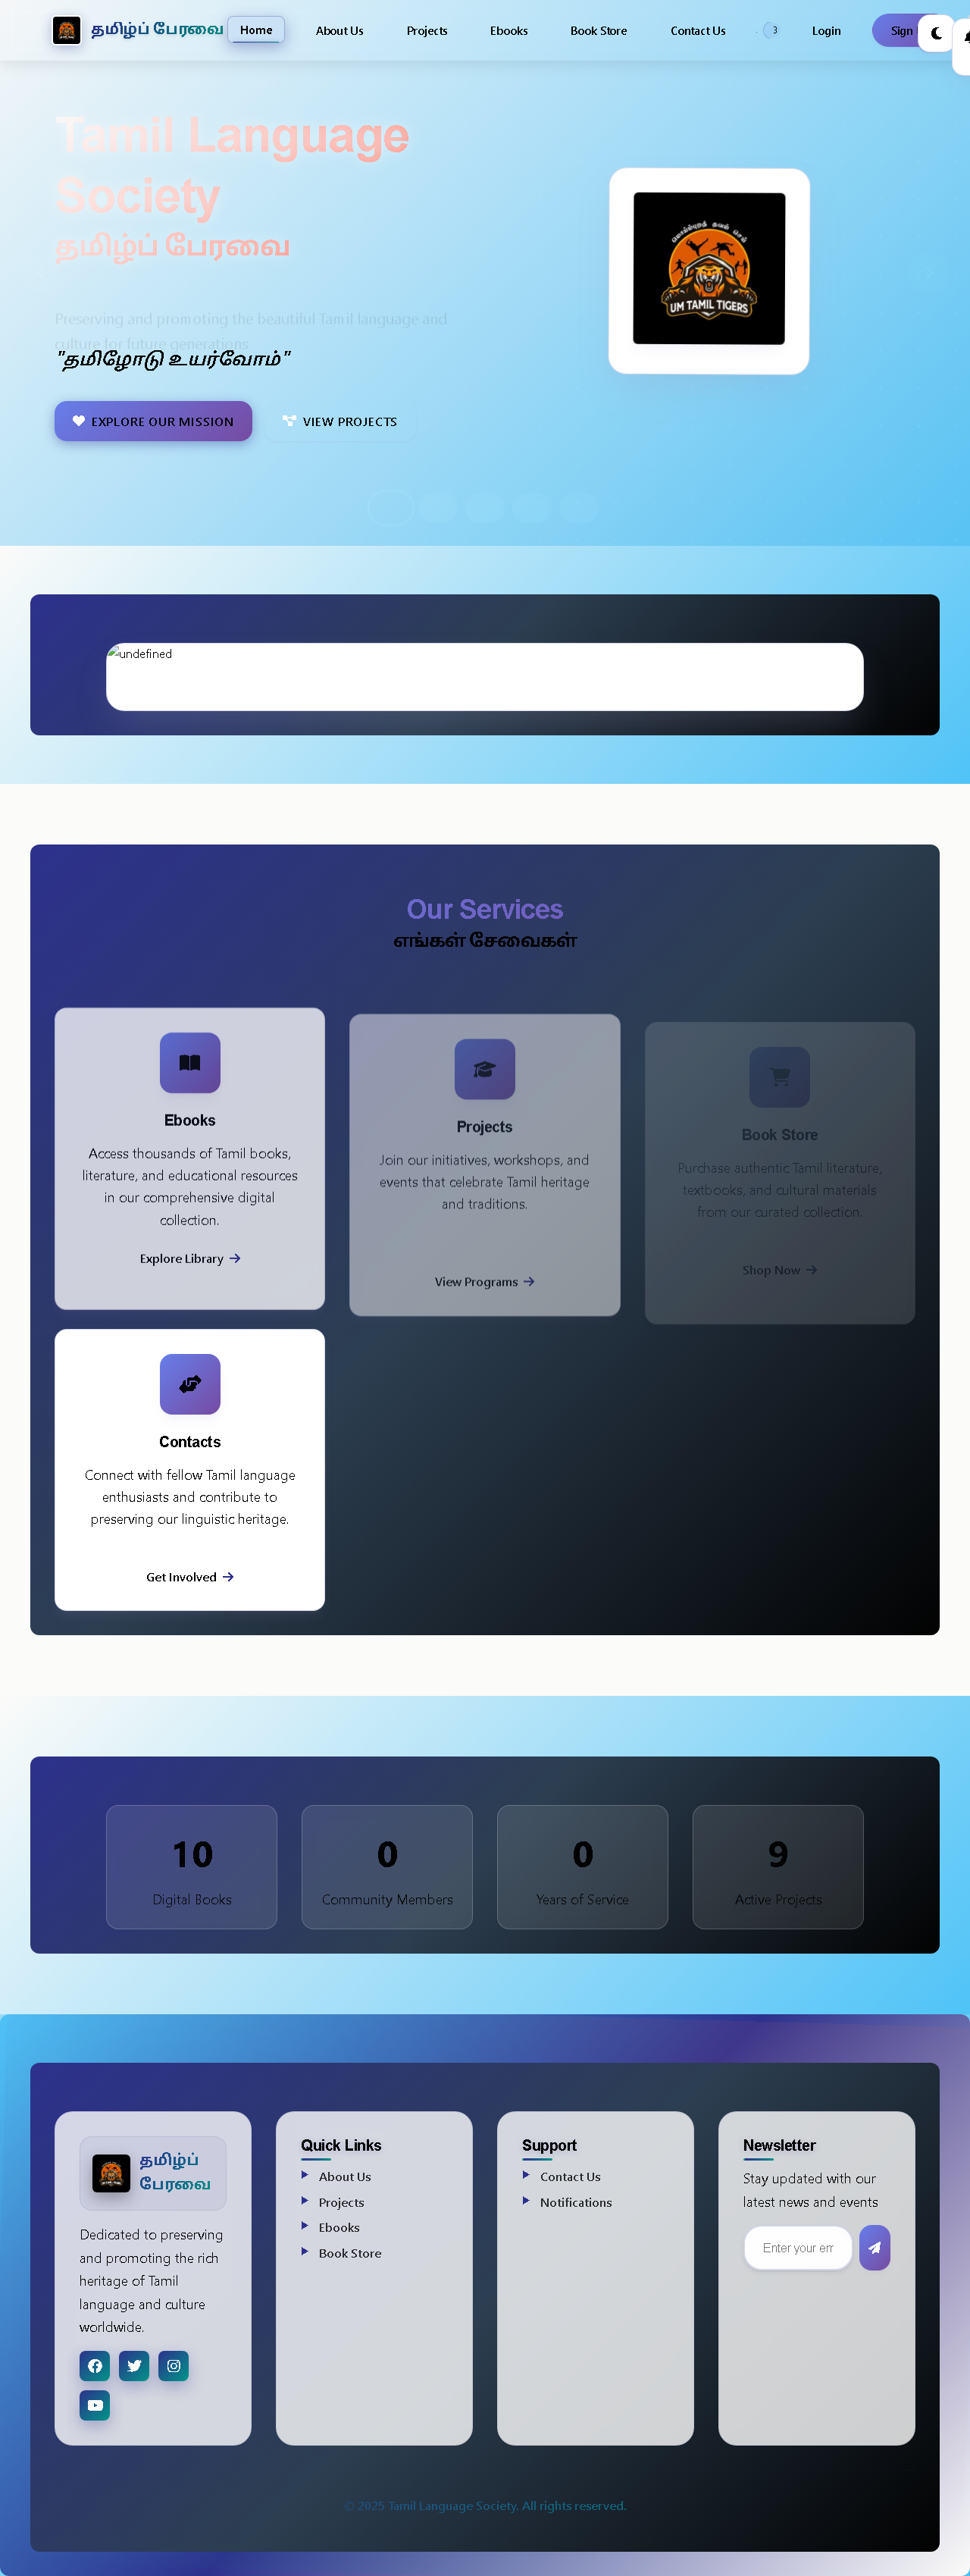 தமிழ்ப் பேரவை
Home
About Us
Projects
Ebooks
Book Store
Contact Us
3
Login
Sign
Tamil Language
Society
தமிழ்ப் பேரவை
Preserving and promoting the beautiful Tamil language and
culture for future generations
"தமிழோடு உயர்வோம்"
EXPLORE OUR MISSION
VIEW PROJECTS
UM TAMIL TIGERS
undefined
Our Services
எங்கள் சேவைகள்
Ebooks
Access thousands of Tamil books,
literature, and educational resources
in our comprehensive digital
collection.
Explore Library
Projects
Join our initiatives, workshops, and
events that celebrate Tamil heritage
and traditions.
View Programs
Book Store
Purchase authentic Tamil literature,
textbooks, and cultural materials
from our curated collection.
Shop Now
Contacts
Connect with fellow Tamil language
enthusiasts and contribute to
preserving our linguistic heritage.
Get Involved
10
Digital Books
0
Community Members
0
Years of Service
9
Active Projects
தமிழ்ப்
பேரவை
Dedicated to preserving
and promoting the rich
heritage of Tamil
language and culture
worldwide.
Quick Links
About Us
Projects
Ebooks
Book Store
Support
Contact Us
Notifications
Newsletter
Stay updated with our
latest news and events
Enter your em
© 2025 Tamil Language Society. All rights reserved.